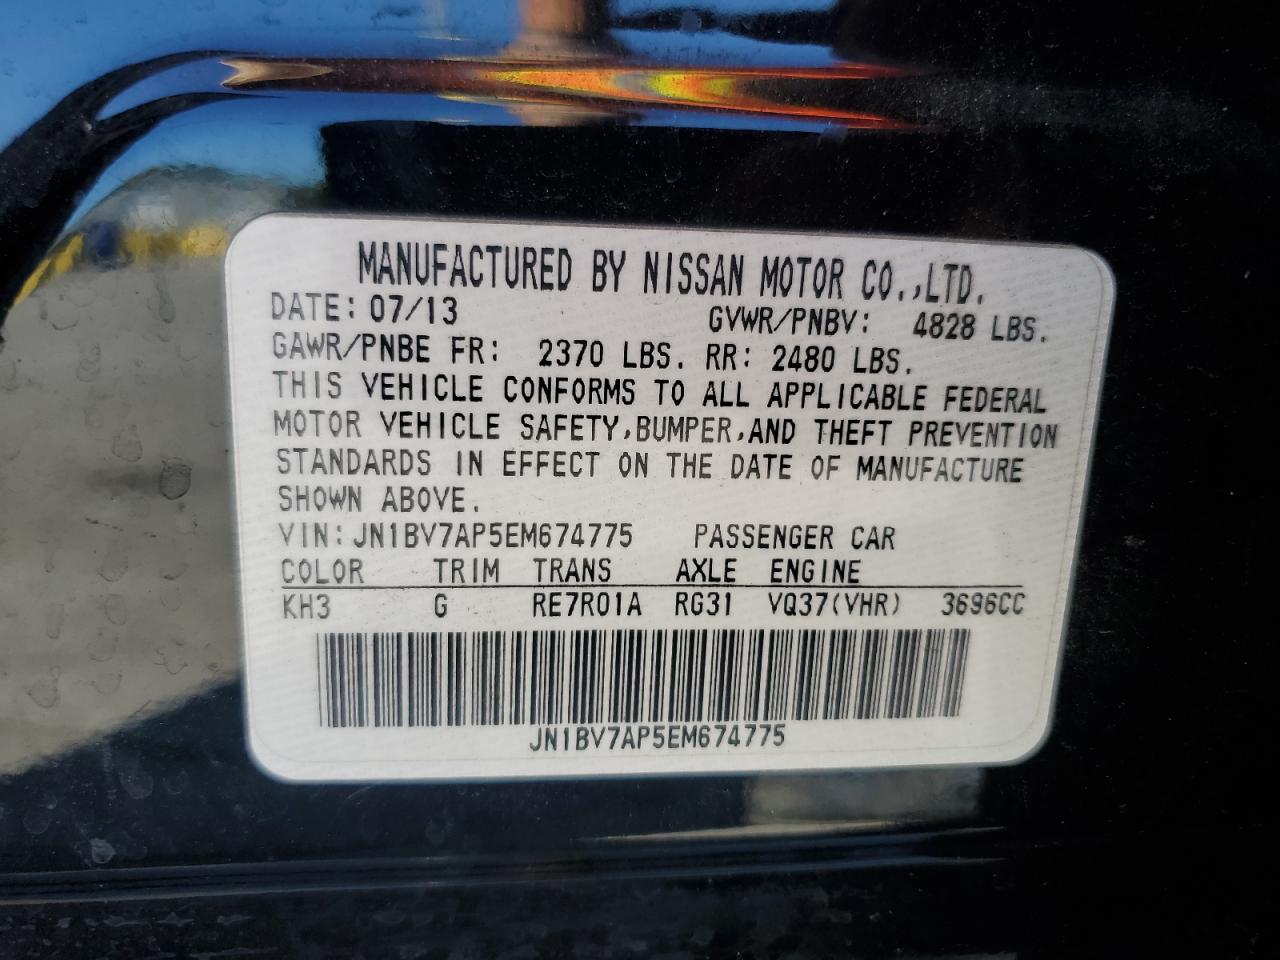 MANUFACTURED BY NISSAN MOTOR CO.,LTD.
DATE: 07/13 GVWR/PNBV: 4828 LBS.
GAWR/PNBE FR: 2370 LBS. RR: 2480 LBS.
THIS VEHICLE CONFORMS TO ALL APPLICABLE FEDERAL
MOTOR VEHICLE SAFETY,BUMPER,AND THEFT PREVENTION
STANDARDS IN EFFECT ON THE DATE OF MANUFACTURE
SHOWN ABOVE.
VIN:JN1BV7AP5EM674775 PASSENGER CAR
COLOR TRIM TRANS AXLE ENGINE
KH3 G RE7R01A RG31 VQ37(VHR) 3696CC
JN1BV7AP5EM674775